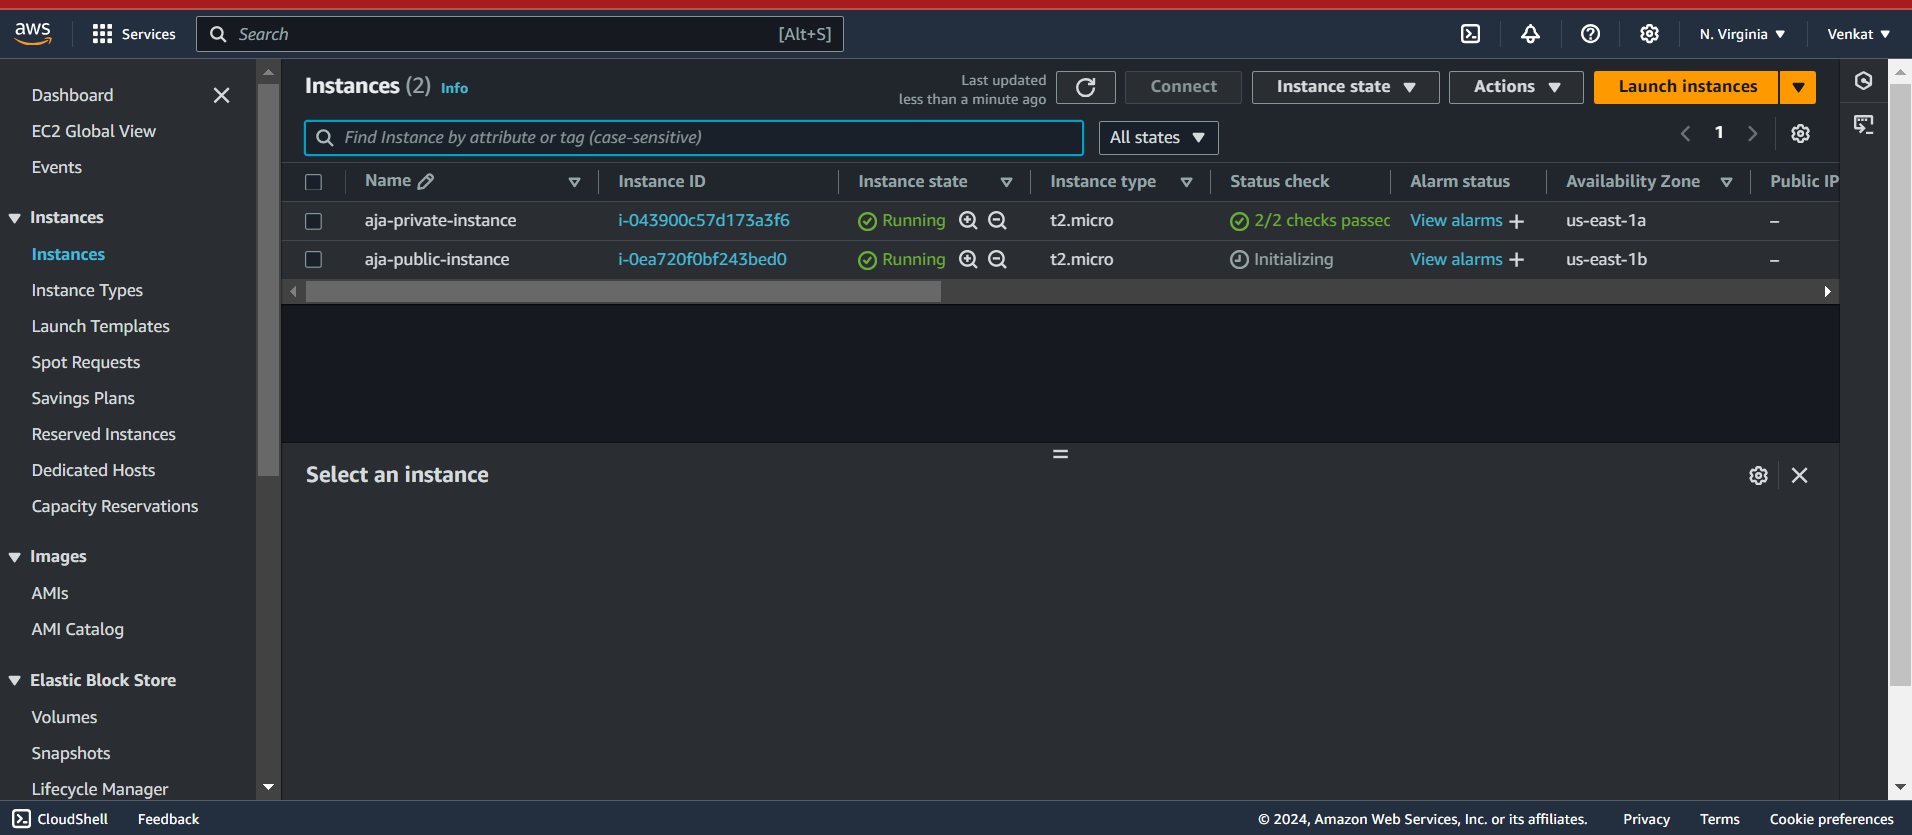 aws
Services
Search
[Alt+S]
N. Virginia
Venkat
Dashboard
EC2 Global View
Events
Instances
Instances
Instance Types
Launch Templates
Spot Requests
Savings Plans
Reserved Instances
Dedicated Hosts
Capacity Reservations
Images
AMIs
AMI Catalog
Elastic Block Store
Volumes
Snapshots
Lifecycle Manager
Instances (2) Info
Last updated
less than a minute ago
Connect
Instance state
Actions
Launch instances
Find Instance by attribute or tag (case-sensitive)
All states
1
Name Instance ID Instance state Instance type Status check Alarm status Availability Zone Public IP
aja-private-instance i-043900c57d173a3f6 Running t2.micro 2/2 checks passec View alarms + us-east-1a –
aja-public-instance i-0ea720f0bf243bed0 Running t2.micro Initializing View alarms + us-east-1b –
Select an instance
CloudShell Feedback © 2024, Amazon Web Services, Inc. or its affiliates. Privacy Terms Cookie preferences